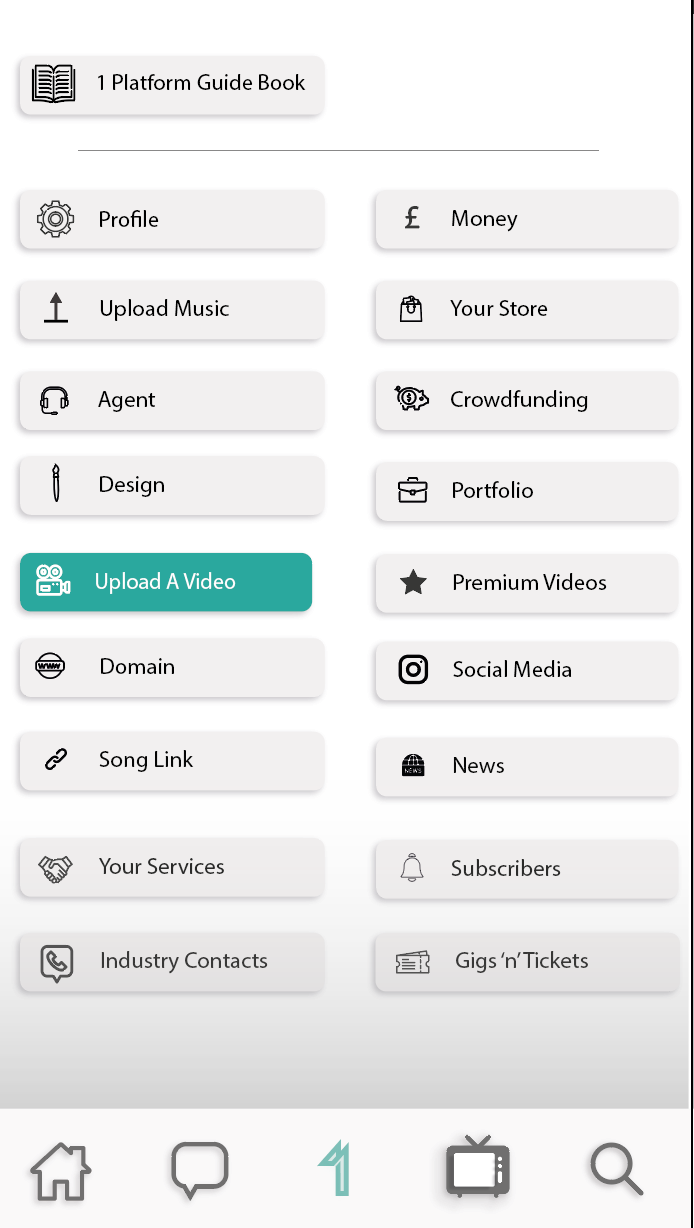 1 Platform Guide Book
Profile
Money
Upload Music
Your Store
Agent
Crowdfunding
Design
Portfolio
Upload A Video
Premium Videos
Domain
Social Media
Song Link
News
Your Services
Subscribers
Industry Contacts
Gigs ‘n’ Tickets